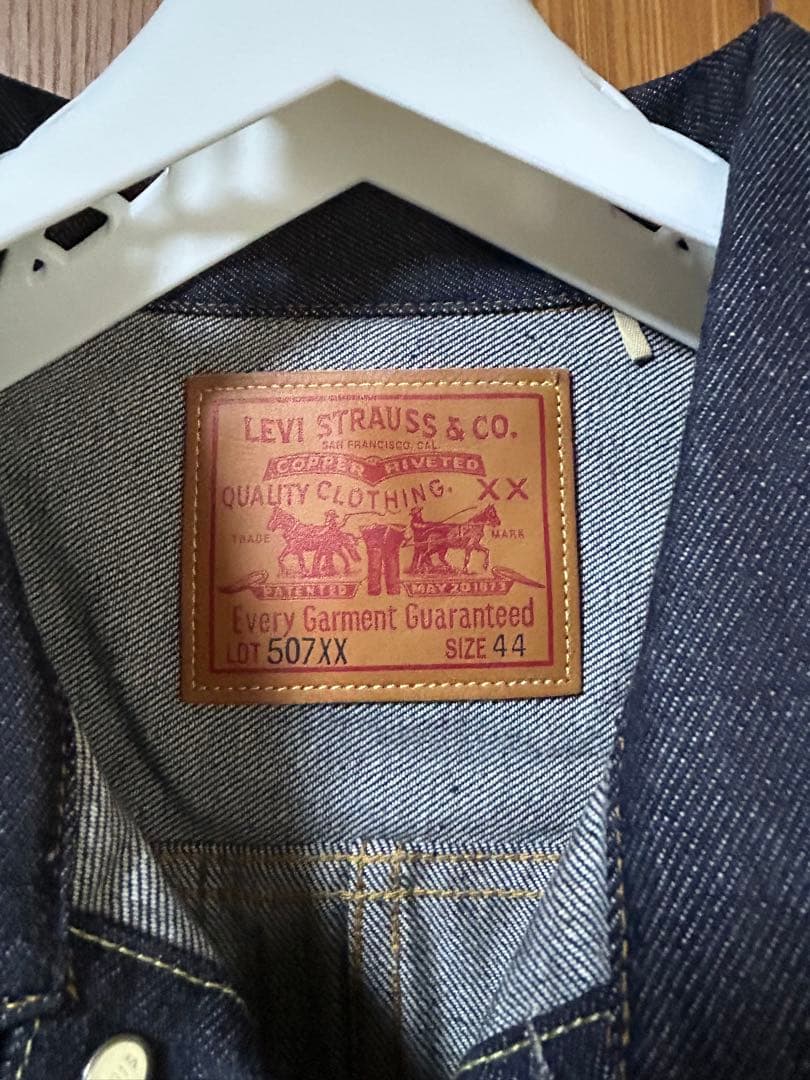 LEVI STRAUSS & CO.
SAN FRANCISCO, CAL.
COPPER RIVETED
QUALITY CLOTHING. XX
TRADE MARK
PATENTED MAY 20 1873
Every Garment Guaranteed
LOT 507XX SIZE 44